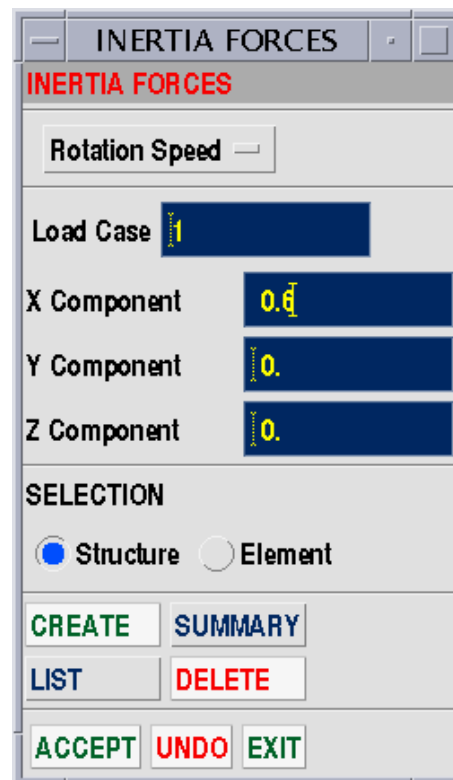 INERTIA FORCES
INERTIA FORCES
Rotation Speed
Load Case 1
X Component 0.6
Y Component 0.
Z Component 0.
SELECTION
Structure Element
CREATE SUMMARY
LIST DELETE
ACCEPT UNDO EXIT